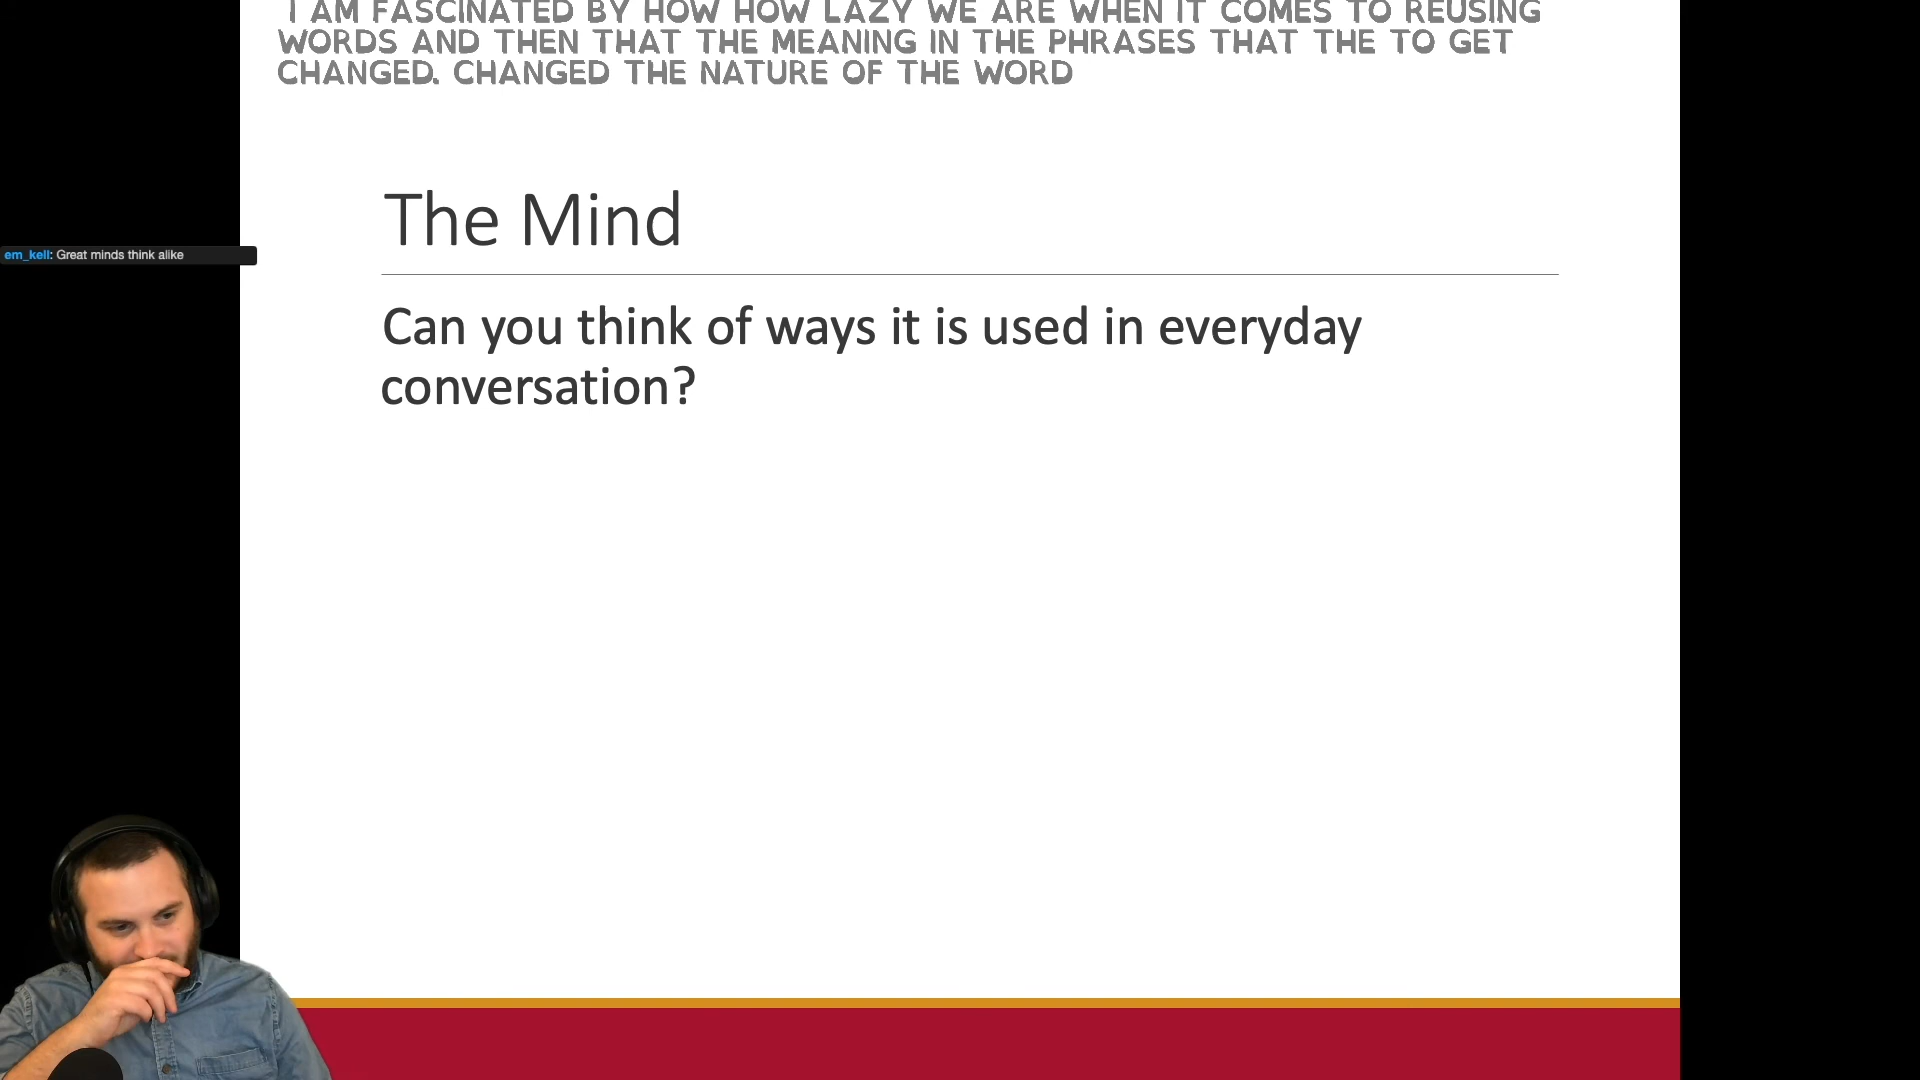 I AM FASCINATED BY HOW HOW LAZY WE ARE WHEN IT COMES TO REUSING
WORDS AND THEN THAT THE MEANING IN THE PHRASES THAT THE TO GET
CHANGED. CHANGED THE NATURE OF THE WORD
The Mind
em_kell: Great minds think alike
Can you think of ways it is used in everyday
conversation?